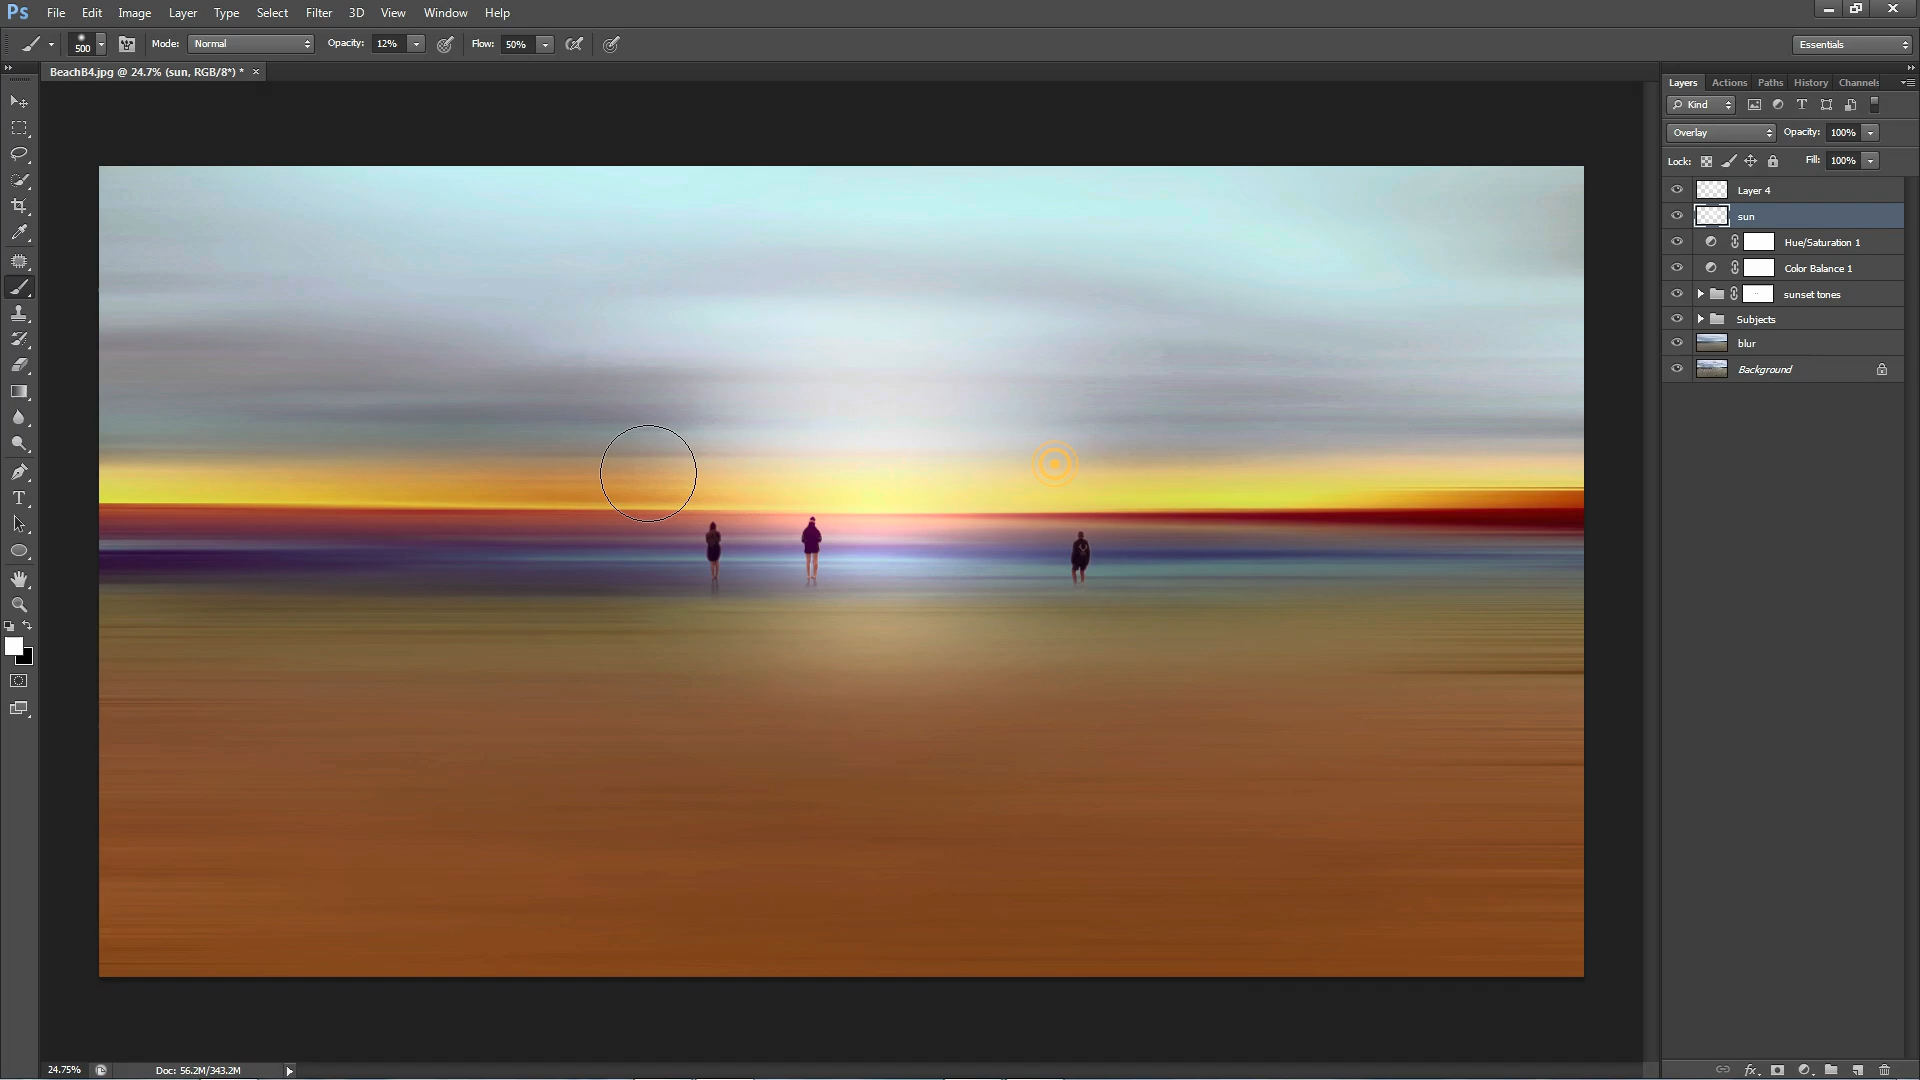 Ps File Edit Image Layer Type Select Filter 3D View Window Help
500 Mode: Normal Opacity: 12% Flow: 50% Essentials
BeachB4.jpg @ 24.7% (sun, RGB/8*) * ×
Layers Actions Paths History Channels
Kind T
Overlay Opacity: 100%
Lock: Fill: 100%
Layer 4
sun
Hue/Saturation 1
Color Balance 1
sunset tones
Subjects
blur
Background
T
24.75% Doc: 56.2M/343.2M
fx